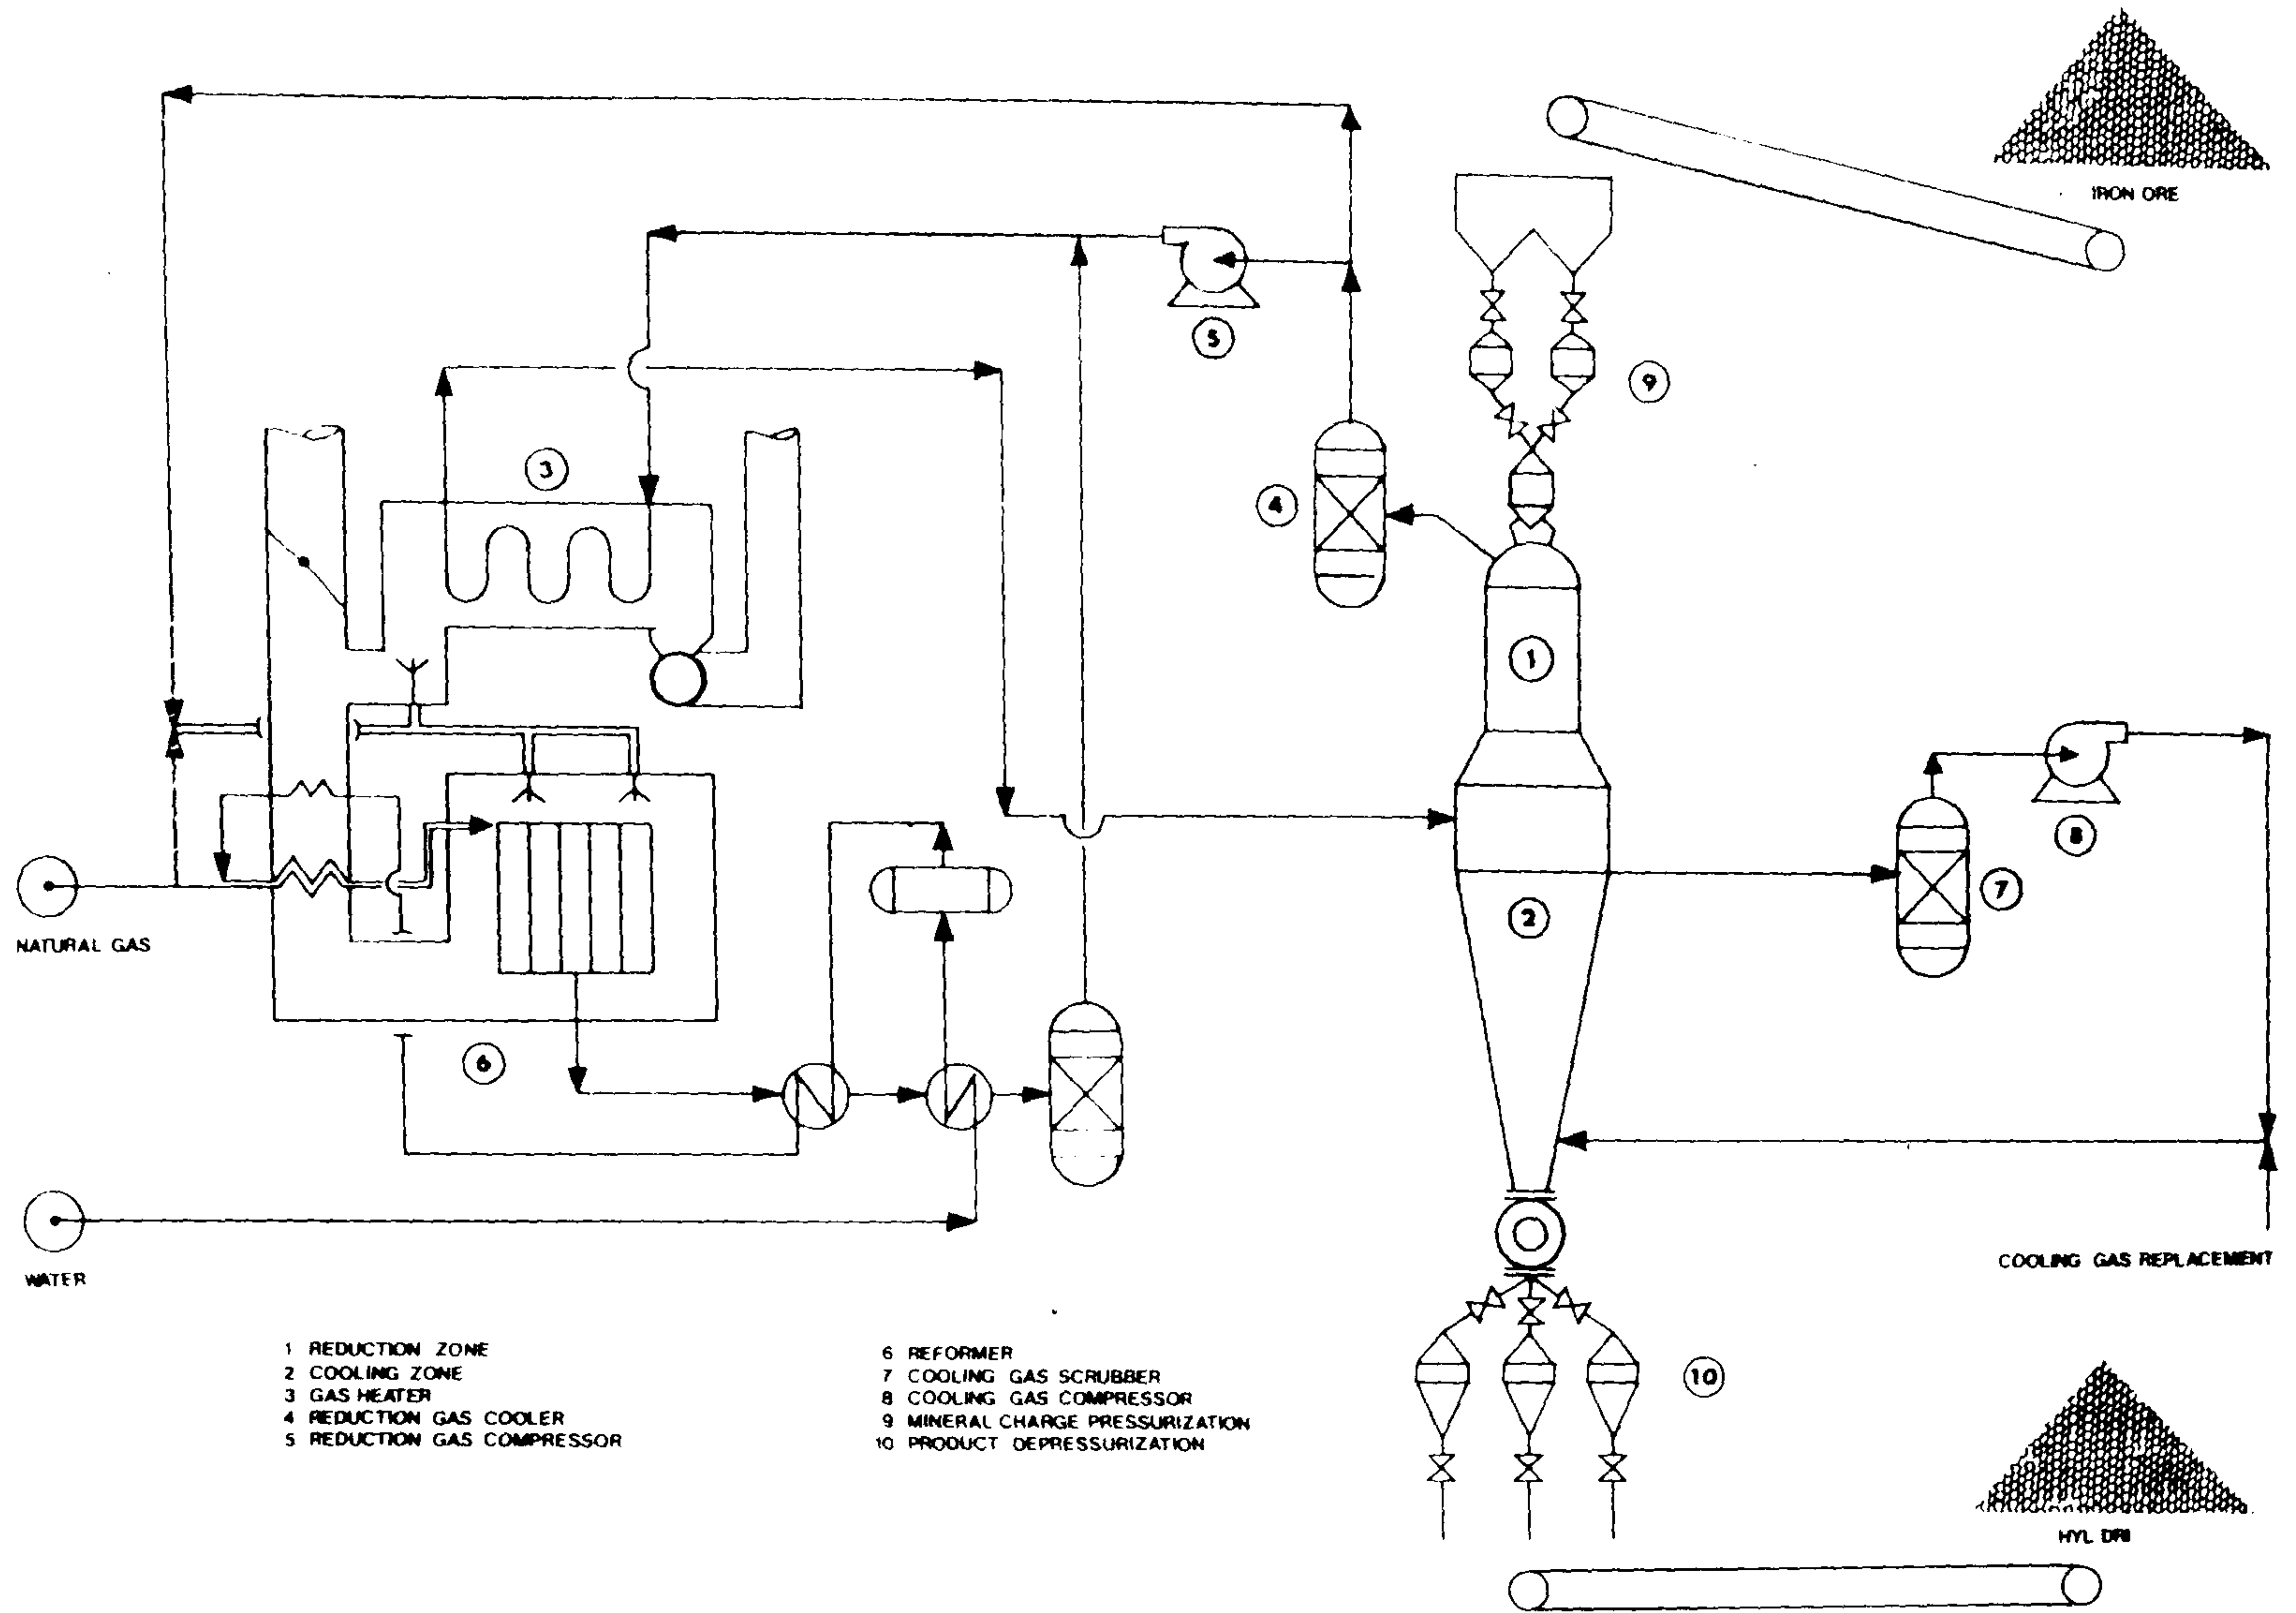 IRON ORE
5
9
3
4
1
8
7
2
NATURAL GAS
6
WATER
COOLING GAS REPLACEMENT
1 REDUCTION ZONE
2 COOLING ZONE
3 GAS HEATER
4 REDUCTION GAS COOLER
5 REDUCTION GAS COMPRESSOR
6 REFORMER
7 COOLING GAS SCRUBBER
8 COOLING GAS COMPRESSOR
9 MINERAL CHARGE PRESSURIZATION
10 PRODUCT DEPRESSURIZATION
10
HYL DRI